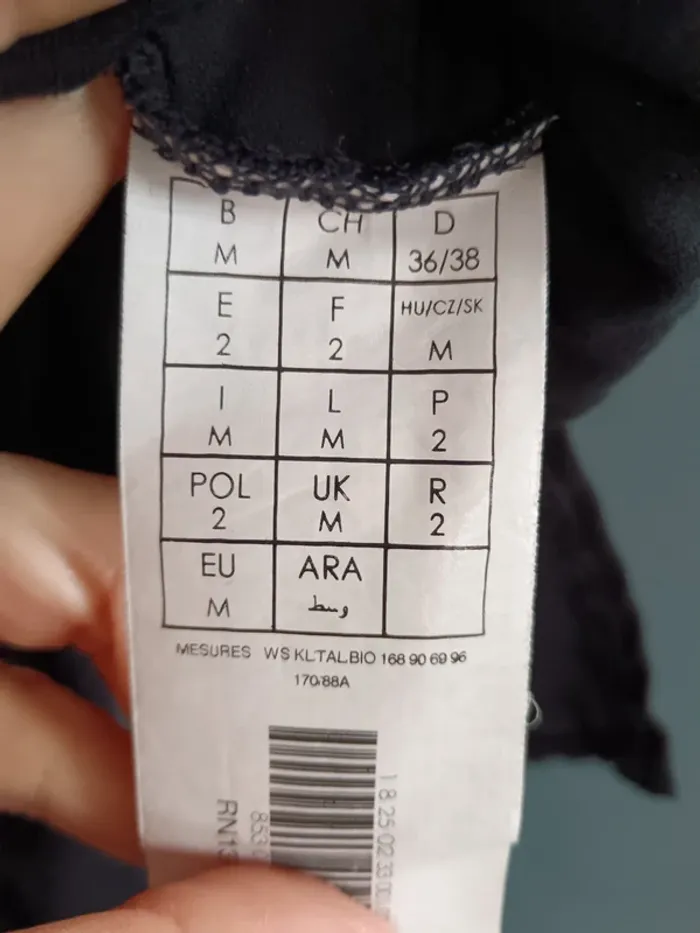 B CH D
M M 36/38
E F HU/CZ/SK
2 2 M
I L P
M M 2
POL UK R
2 M 2
EU ARA
M وسط
MESURES WS KLTALBIO 168 90 69 96
170/88A